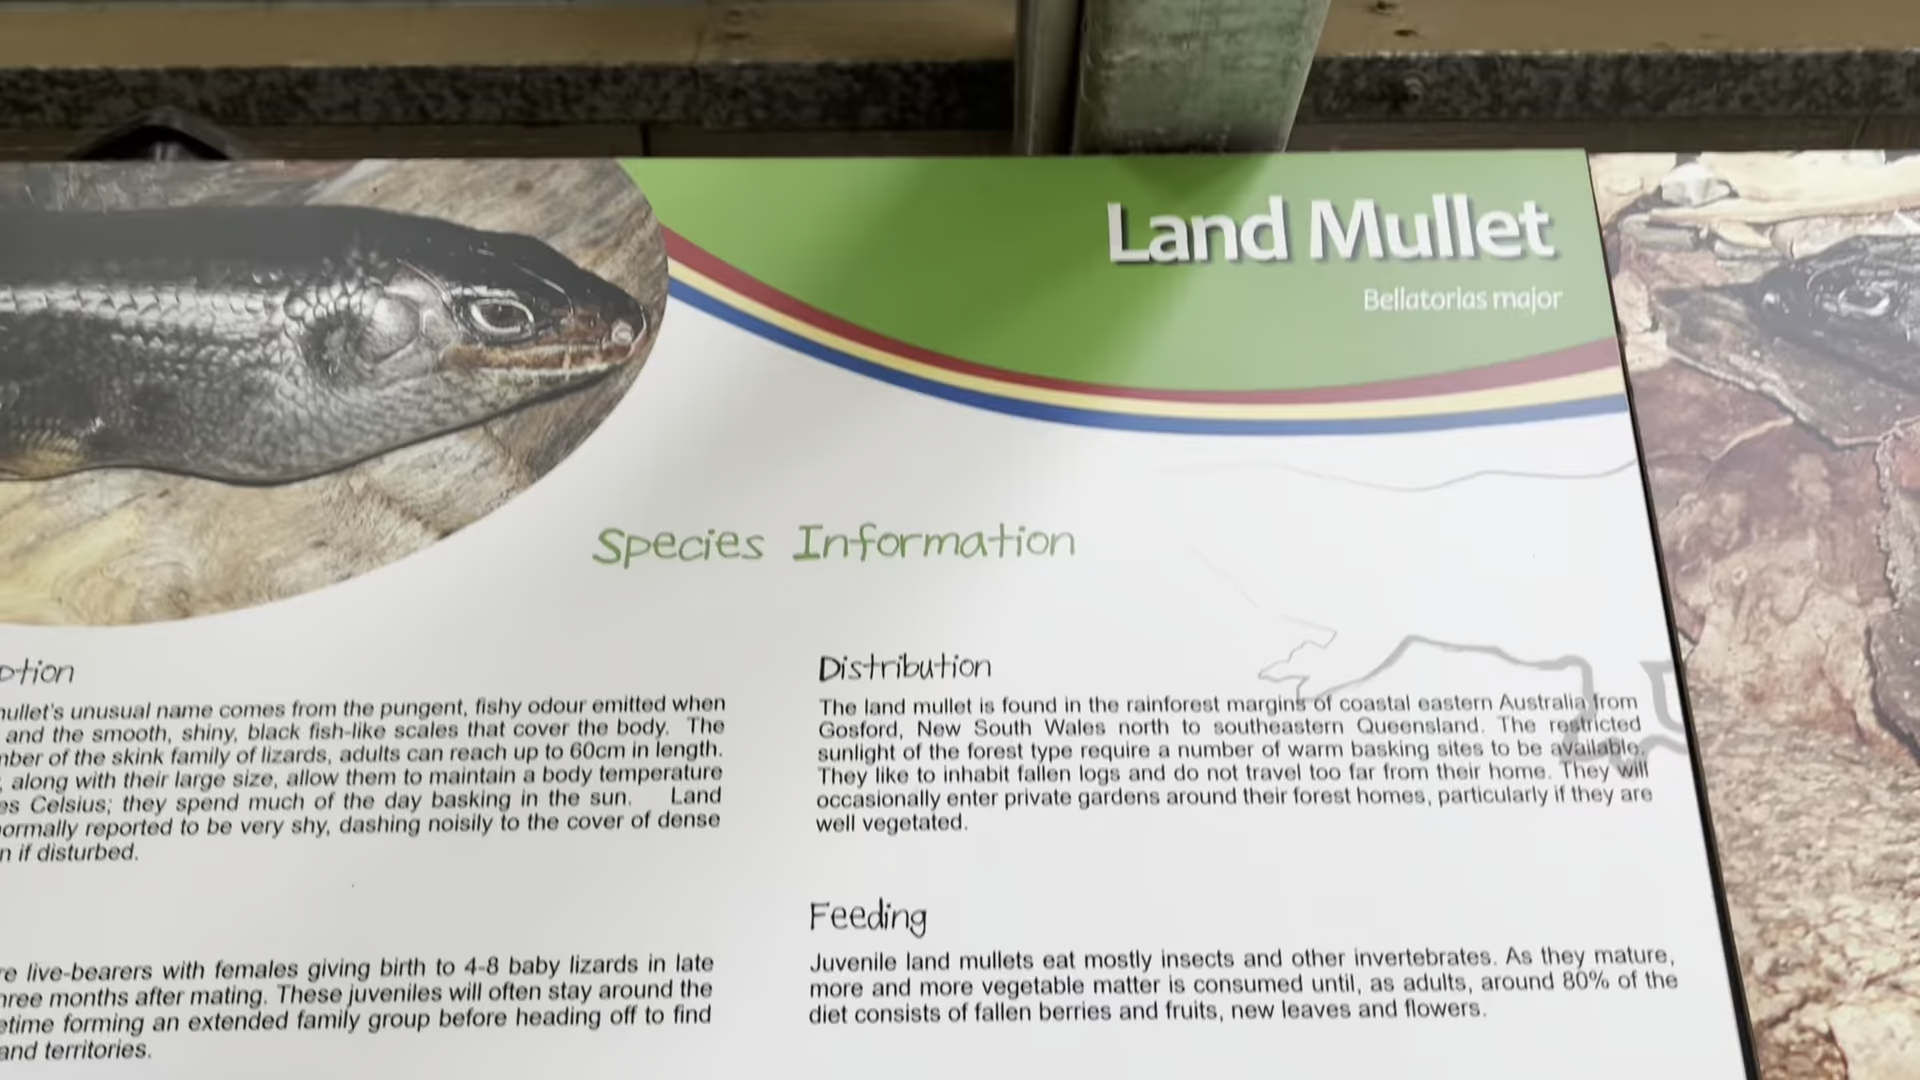 Land Mullet
Bellatorias major
Species Information
unusual name comes from the pungent, fishy odour emitted when
and the smooth, shiny, black fish-like scales that cover the body. The
of the skink family of lizards, adults can reach up to 60cm in length.
along with their large size, allow them to maintain a body temperature
Celsius; they spend much of the day basking in the sun. Land
reported to be very shy, dashing noisily to the cover of dense
if disturbed.
live-bearers with females giving birth to 4-8 baby lizards in late
months after mating. These juveniles will often stay around the
forming an extended family group before heading off to find
territories.
Distribution
The land mullet is found in the rainforest margins of coastal eastern Australia from
Gosford, New South Wales north to southeastern Queensland. The restricted
sunlight of the forest type require a number of warm basking sites to be available.
They like to inhabit fallen logs and do not travel too far from their home. They will
occasionally enter private gardens around their forest homes, particularly if they are
well vegetated.
Feeding
Juvenile land mullets eat mostly insects and other invertebrates. As they mature,
more and more vegetable matter is consumed until, as adults, around 80% of the
diet consists of fallen berries and fruits, new leaves and flowers.